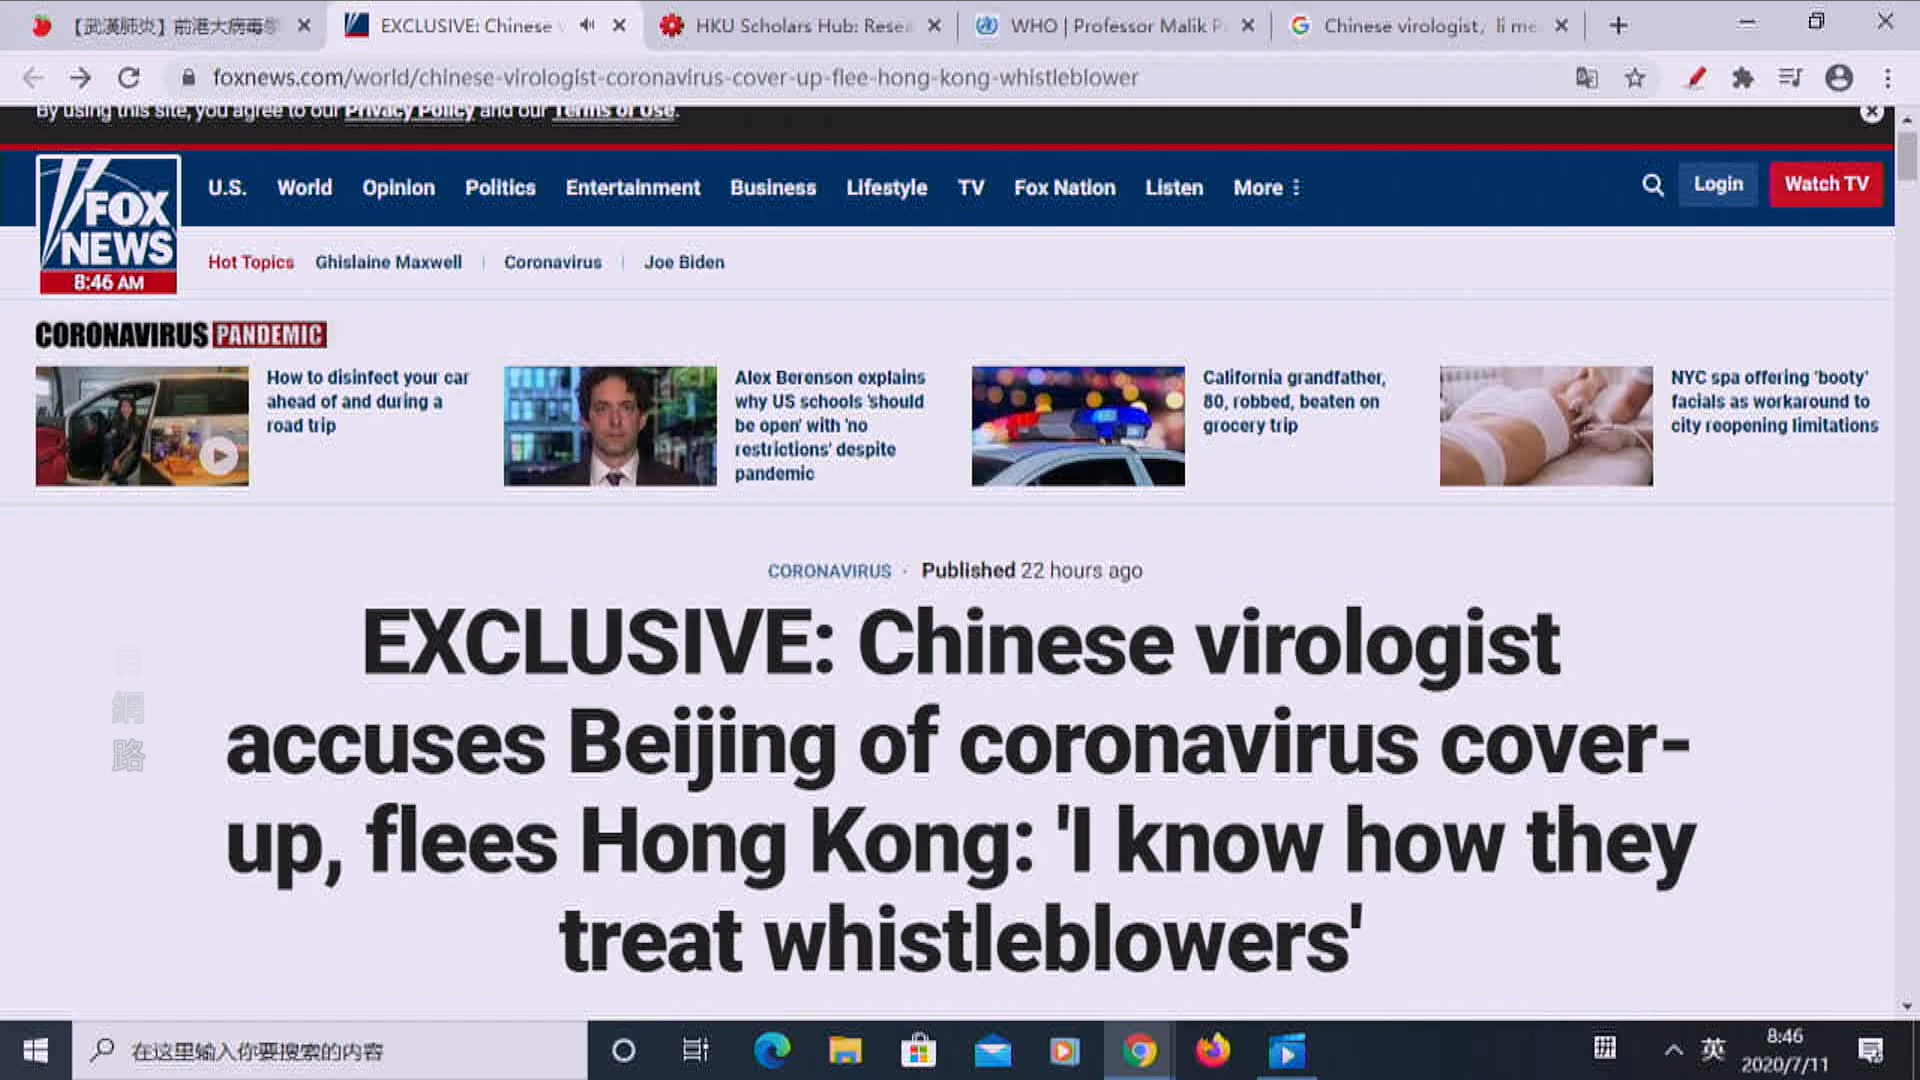 【武漢肺炎】前港大病毒
EXCLUSIVE: Chinese
HKU Scholars Hub: Resea
WHO | Professor Malik P
Chinese virologist, li me
foxnews.com/world/chinese-virologist-coronavirus-cover-up-flee-hong-kong-whistleblower
By using this site, you agree to our Privacy Policy and our Terms of Use.
FOX
NEWS
8:46 AM
U.S. World Opinion Politics Entertainment Business Lifestyle TV Fox Nation Listen More
Login
Watch TV
Hot Topics Ghislaine Maxwell Coronavirus Joe Biden
CORONAVIRUS PANDEMIC
How to disinfect your car
ahead of and during a
road trip
Alex Berenson explains
why US schools 'should
be open' with 'no
restrictions' despite
pandemic
California grandfather,
80, robbed, beaten on
grocery trip
NYC spa offering 'booty'
facials as workaround to
city reopening limitations
CORONAVIRUS · Published 22 hours ago
EXCLUSIVE: Chinese virologist
accuses Beijing of coronavirus cover-
up, flees Hong Kong: 'I know how they
treat whistleblowers'
網
路
在这里输入你要搜索的内容
拼
英
8:46
2020/7/11